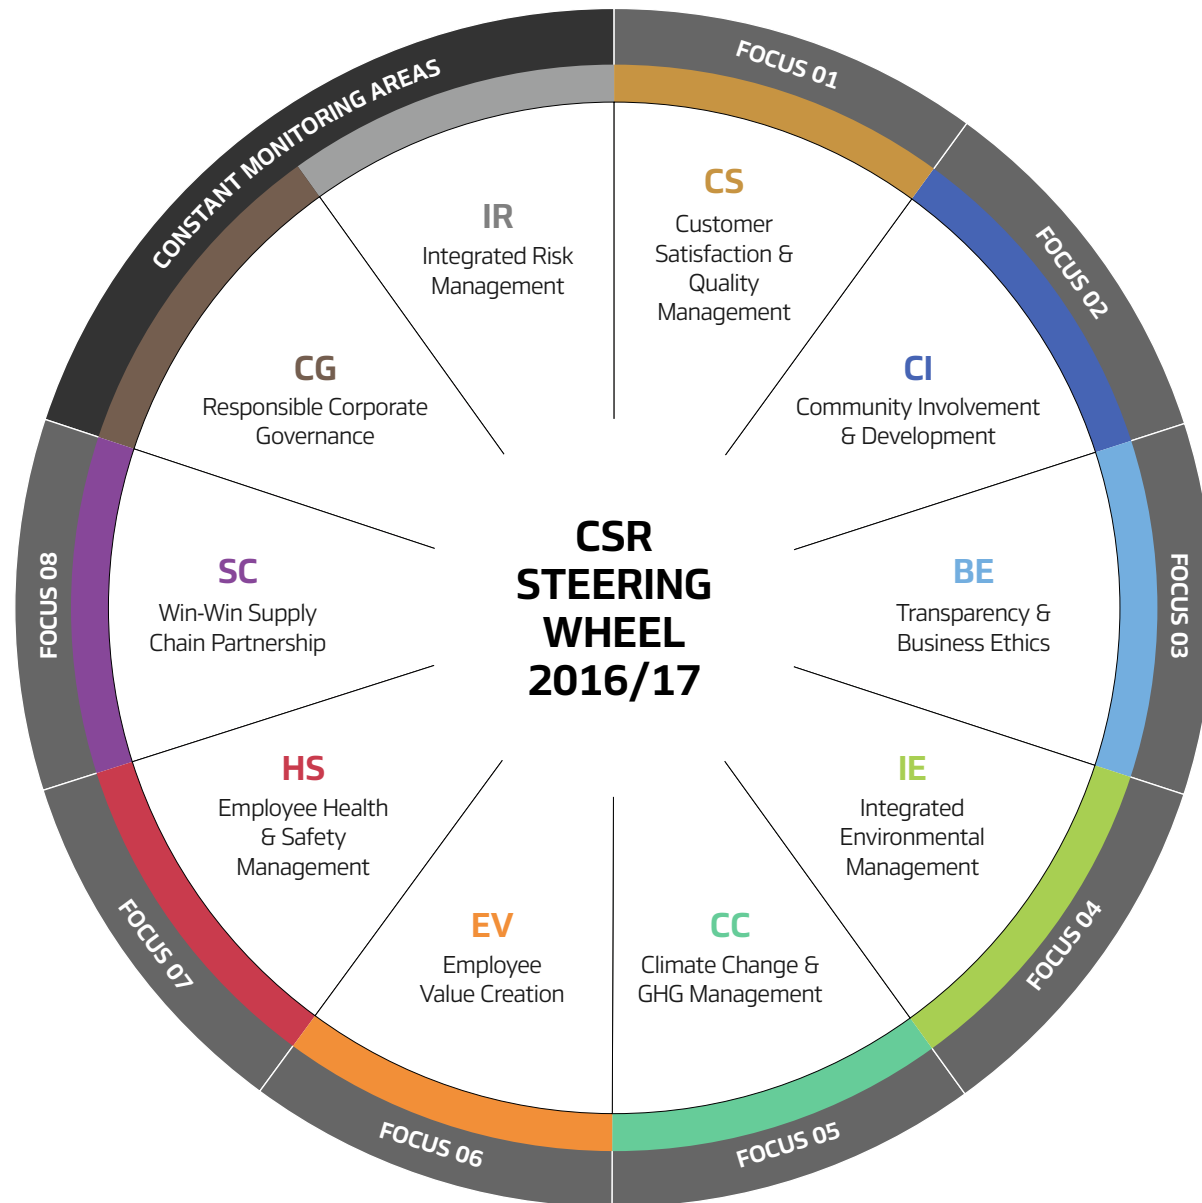 CSR
STEERING
WHEEL
2016/17
FOCUS 01
CS
Customer
Satisfaction &
Quality
Management
FOCUS 02
CI
Community Involvement
& Development
FOCUS 03
BE
Transparency &
Business Ethics
FOCUS 04
IE
Integrated
Environmental
Management
FOCUS 05
CC
Climate Change &
GHG Management
FOCUS 06
EV
Employee
Value Creation
FOCUS 07
HS
Employee Health
& Safety
Management
FOCUS 08
SC
Win-Win Supply
Chain Partnership
CONSTANT MONITORING AREAS
CG
Responsible Corporate
Governance
IR
Integrated Risk
Management